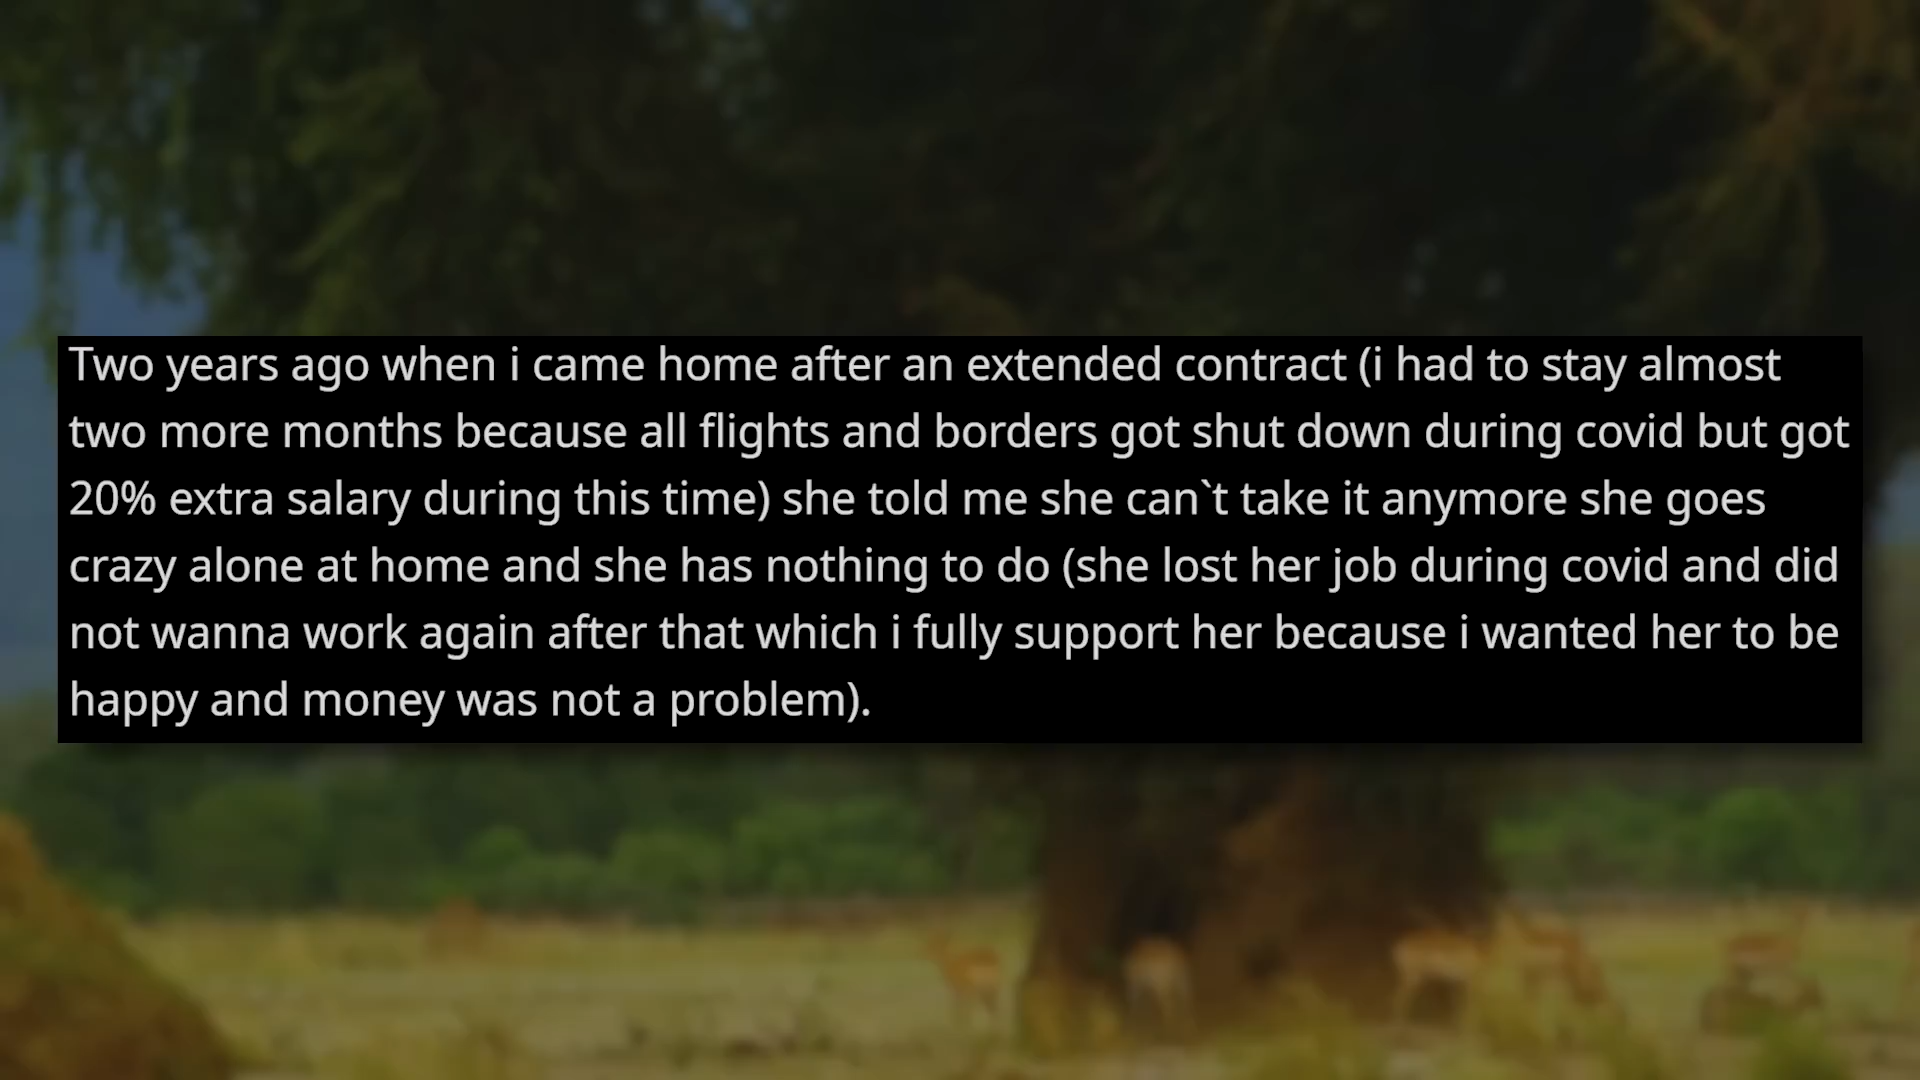 Two years ago when i came home after an extended contract (i had to stay almost
two more months because all flights and borders got shut down during covid but got
20% extra salary during this time) she told me she can`t take it anymore she goes
crazy alone at home and she has nothing to do (she lost her job during covid and did
not wanna work again after that which i fully support her because i wanted her to be
happy and money was not a problem).